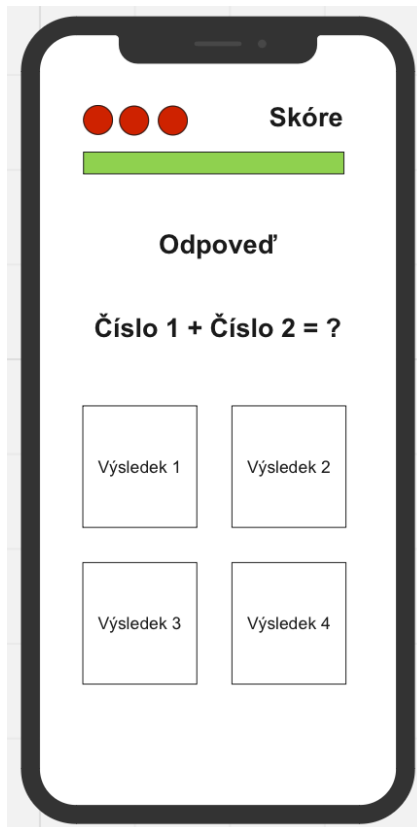 Skóre
Odpoveď
Číslo 1 + Číslo 2 = ?
Výsledek 1
Výsledek 2
Výsledek 3
Výsledek 4